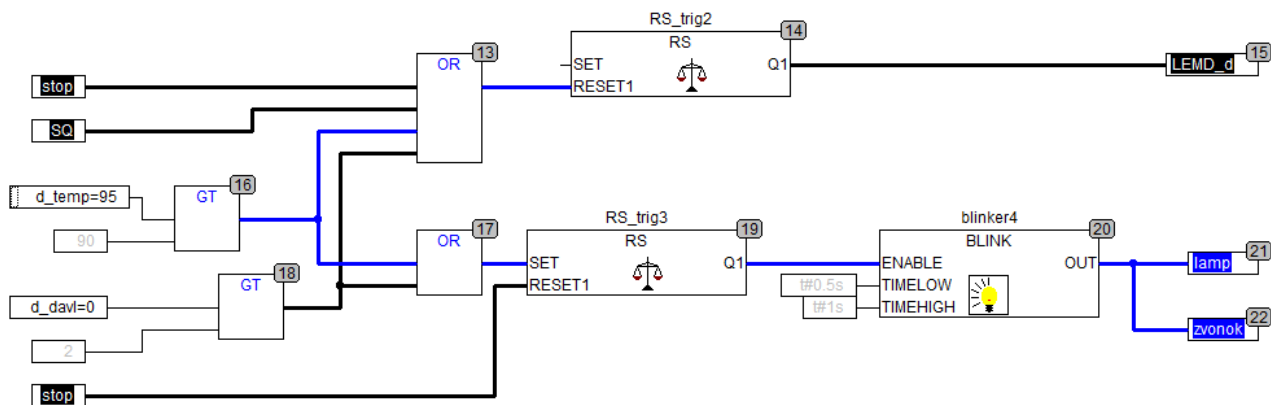 RS_trig2
14
13
RS
15
OR
SET
Q1
LEMD_d
stop
RESET1
SQ
16
d_temp=95
GT
RS_trig3
blinker4
17
19
20
90
OR
RS
BLINK
21
18
SET
Q1
ENABLE
OUT
lamp
GT
RESET1
t#0.5s
TIMELOW
d_davl=0
t#1s
TIMEHIGH
22
zvonok
2
stop